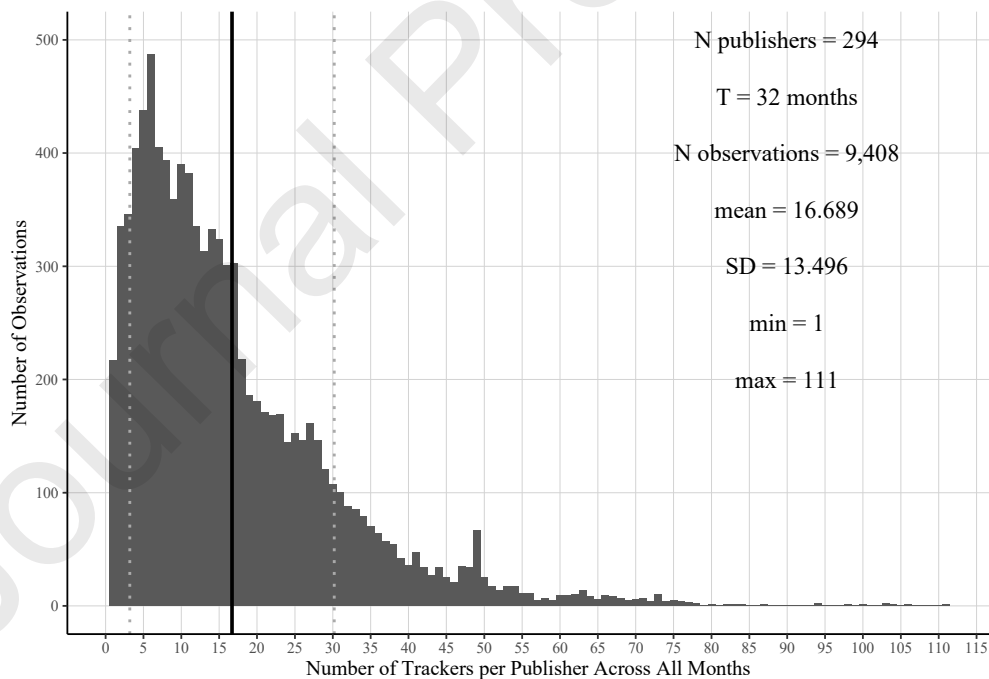 Journal Pr
500
400
300
200
100
0
Number of Observations
N publishers = 294
T = 32 months
N observations = 9,408
mean = 16.689
SD = 13.496
min = 1
max = 111
0 5 10 15 20 25 30 35 40 45 50 55 60 65 70 75 80 85 90 95 100 105 110 115
Number of Trackers per Publisher Across All Months